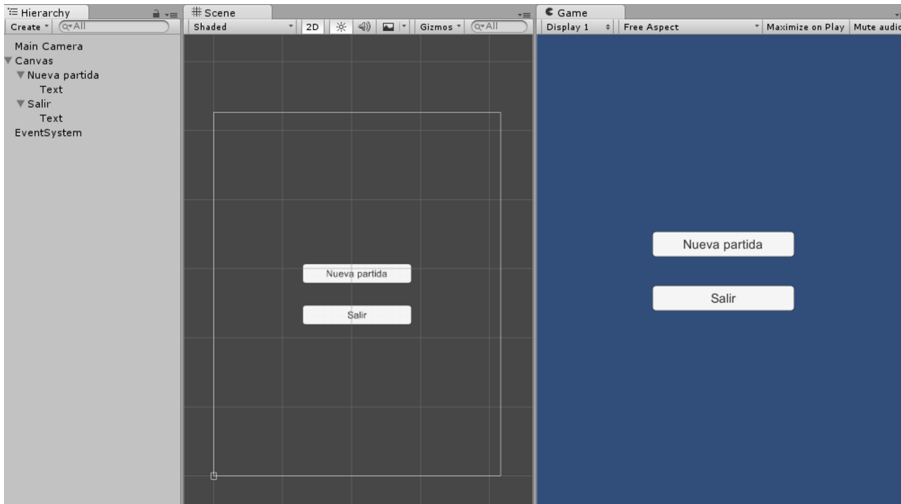 Hierarchy
Create
All
Main Camera
Canvas
Nueva partida
Text
Salir
Text
EventSystem
Scene
Shaded
2D
Gizmos
All
Nueva partida
Salir
Game
Display 1
Free Aspect
Maximize on Play
Mute audio
Nueva partida
Salir